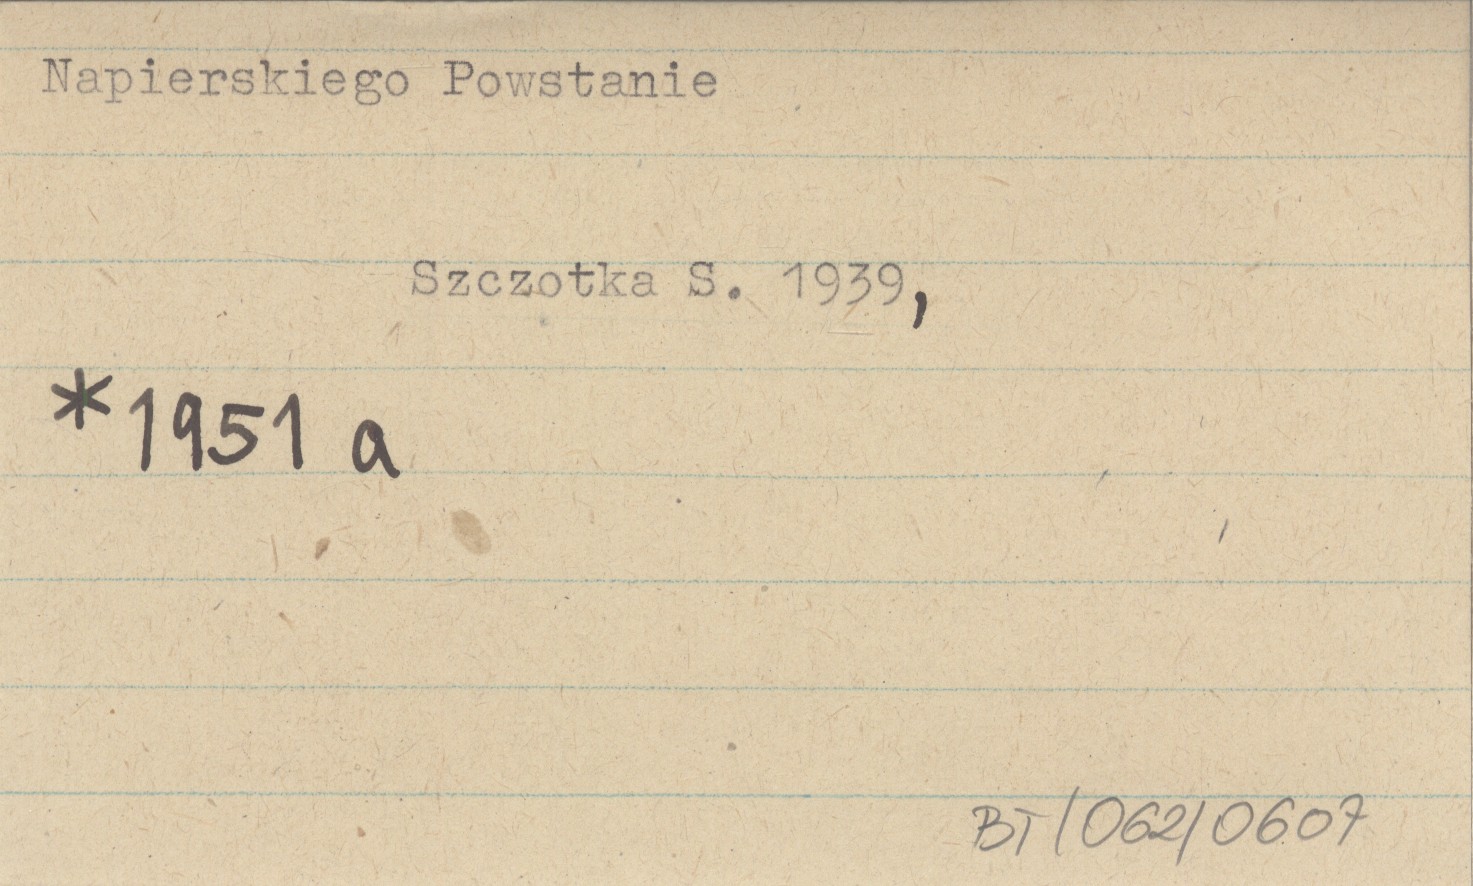 Napierskiego Powstanie
Szczotka S. 1939,
*1951 a
BT/062/0607